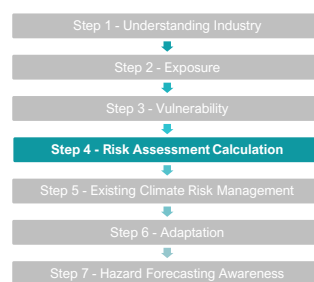 Step 1 - Understanding Industry
Step 2 - Exposure
Step 3 - Vulnerability
Step 4 - Risk Assessment Calculation
Step 5 - Existing Climate Risk Management
Step 6 - Adaptation
Step 7 - Hazard Forecasting Awareness